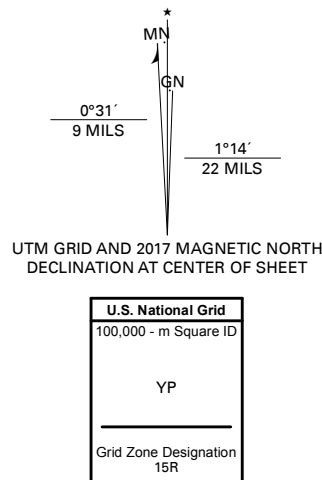 MN
GN
0°31´
9 MILS
1°14´
22 MILS
UTM GRID AND 2017 MAGNETIC NORTH
DECLINATION AT CENTER OF SHEET
U.S. National Grid
100,000 - m Square ID
YP
Grid Zone Designation
15R